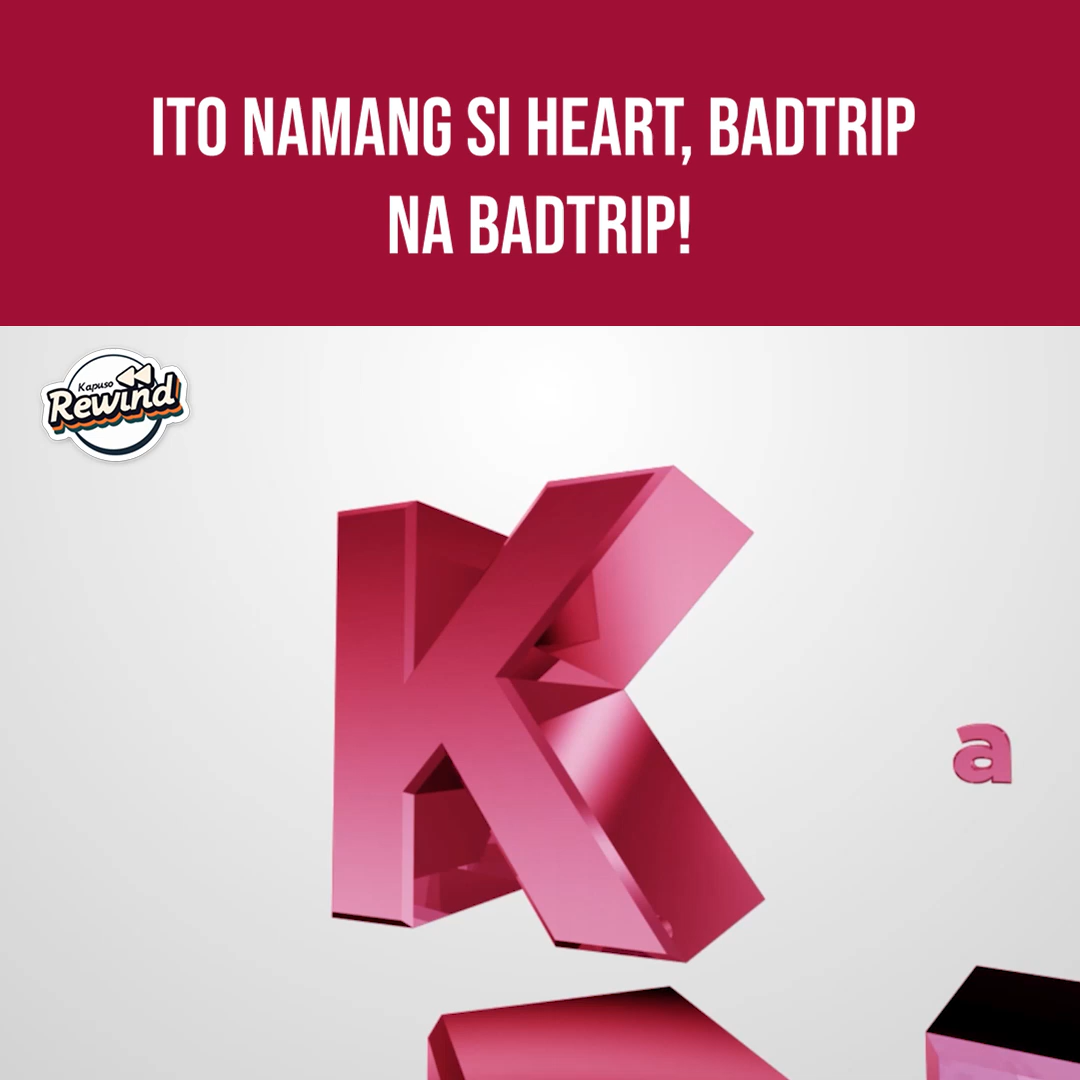 ITO NAMANG SI HEART, BADTRIP
NA BADTRIP!
Kapuso
Rewind
K
a